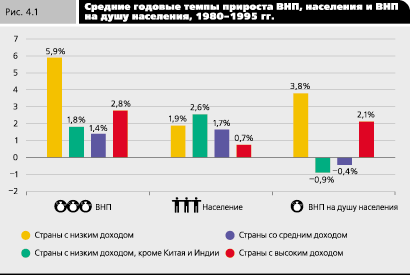 Рис. 4.1
Средние годовые темпы прироста ВНП, населения и ВНП
на душу населения, 1980–1995 гг.
7
6
5
4
3
2
1
0
−1
−2
5,9%
1,8%
1,4%
2,8%
1,9%
2,6%
1,7%
0,7%
3,8%
−0,9%
−0,4%
2,1%
ВНП
Население
ВНП на душу населения
Страны с низким доходом
Страны со средним доходом
Страны с низким доходом, кроме Китая и Индии
Страны с высоким доходом